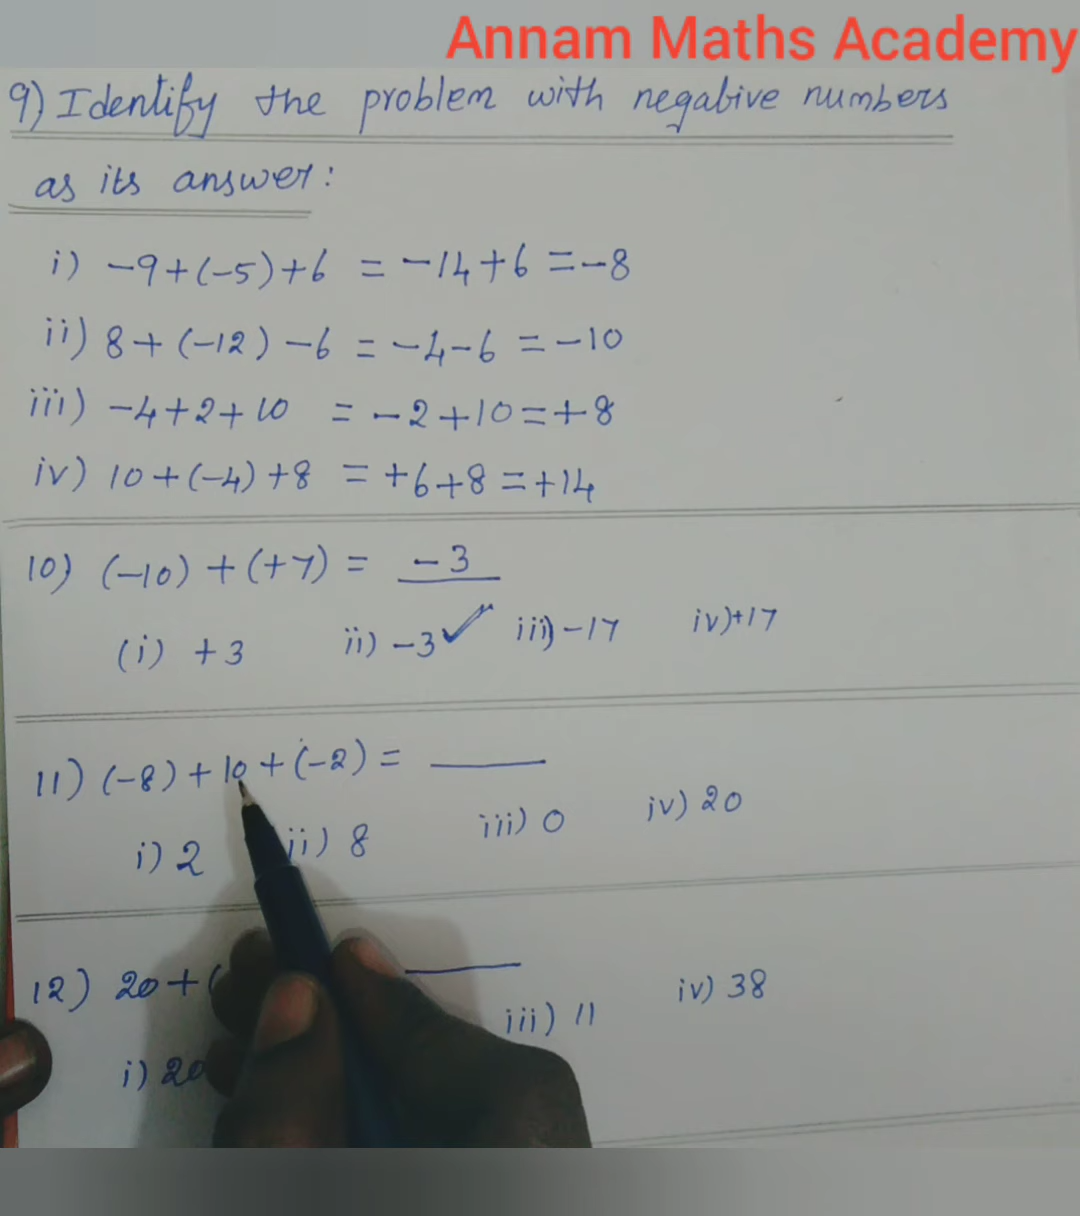 Annam Maths Academy
9) Identify the problem with negative numbers
as its answer:
i) -9+(-5)+6 = -14+6 =-8
ii) 8+(-12)-6 = -4-6 = -10
iii) -4+2+10 = -2+10=+8
iv) 10+(-4)+8 = +6+8 =+14
10) (-10)+(+7) = -3
(i) +3 ii) -3✓ iii) -17 iv)+17
11) (-8)+10+(-2) = ____
i) 2 ii) 8 iii) 0 iv) 20
12) 20+( ____
i) 20 iii) 11 iv) 38